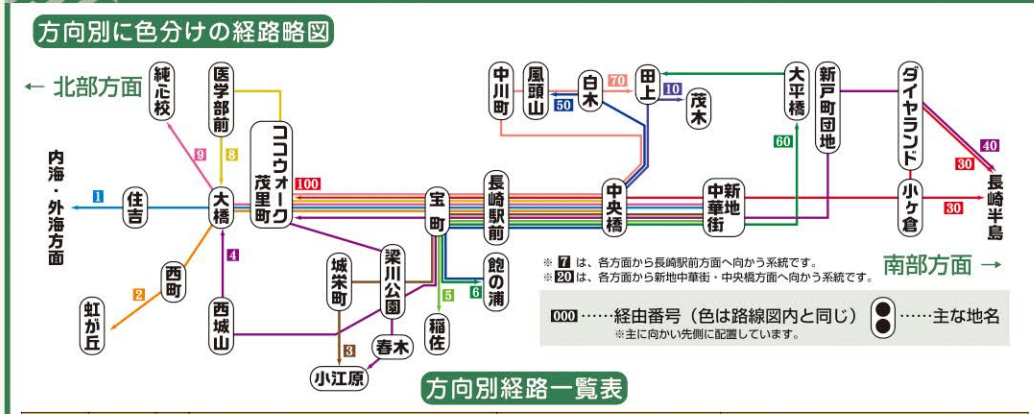 方向別に色分けの経路略図
← 北部方面
純心校
医学部前
中川町
風頭山
白木
70
田上
10
茂木
50
大平橋
新戸町団地
ダイヤランド
40
30
60
9
8
ココウォーク
茂里町
内海・外海方面
1
住吉
大橋
100
宝町
長崎駅前
中央橋
新地
中華街
小ヶ倉
30
長崎半島
4
2
西町
虹が丘
西城山
城栄町
梁川公園
3
小江原
春木
5
稲佐
6
飽の浦
※ 7 は、各方面から長崎駅前方面へ向かう系統です。
※ 20 は、各方面から新地中華街・中央橋方面へ向かう系統です。
南部方面 →
000 ……経由番号（色は路線図内と同じ）
※主に向かい先側に配置しています。
……主な地名
方向別経路一覧表